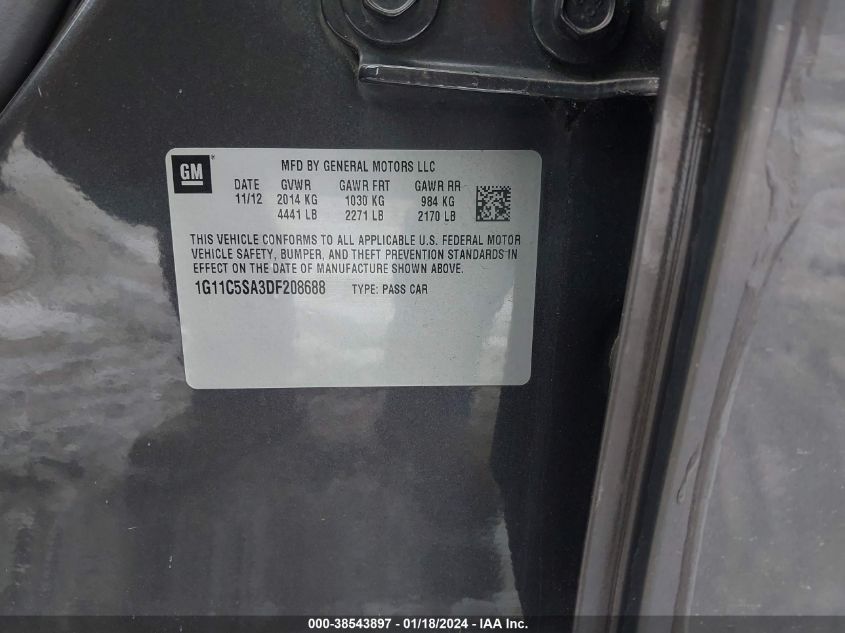 GM
MFD BY GENERAL MOTORS LLC
DATE GVWR GAWR FRT GAWR RR
11/12 2014 KG 1030 KG 984 KG
4441 LB 2271 LB 2170 LB
THIS VEHICLE CONFORMS TO ALL APPLICABLE U.S. FEDERAL MOTOR
VEHICLE SAFETY, BUMPER, AND THEFT PREVENTION STANDARDS IN
EFFECT ON THE DATE OF MANUFACTURE SHOWN ABOVE.
1G11C5SA3DF208688 TYPE: PASS CAR
000-38543897 / 01/18/2024 - IAA Inc.